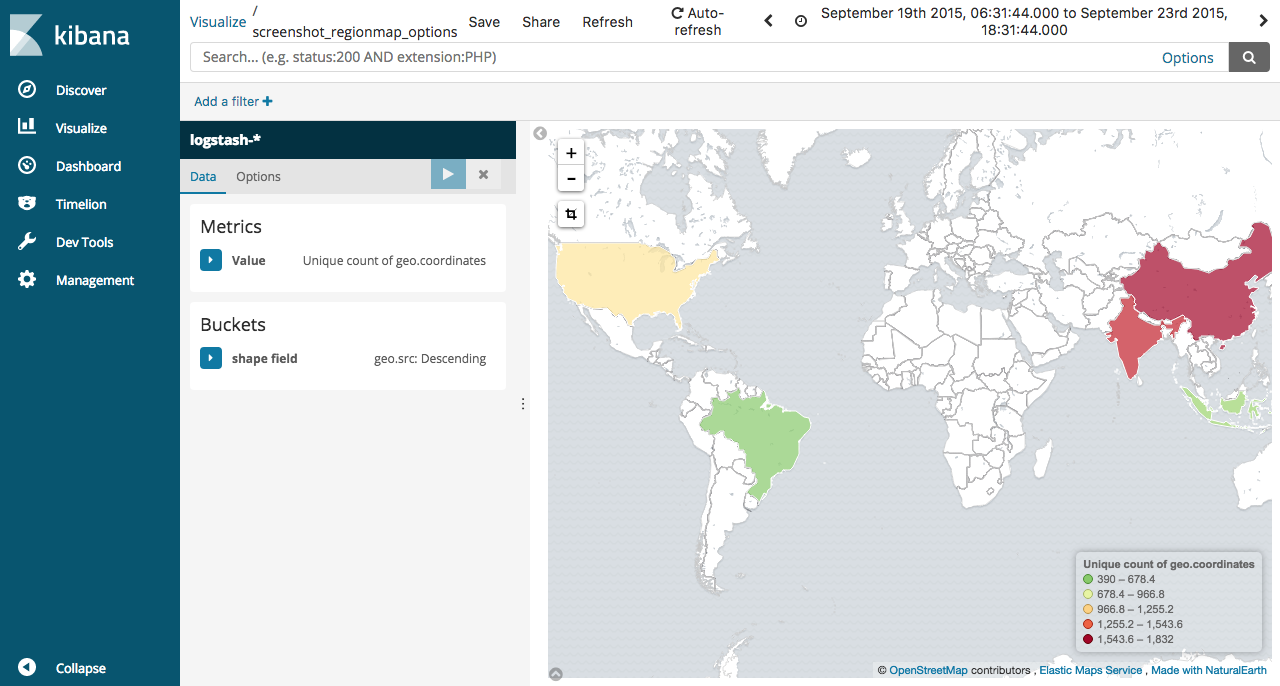 kibana
Discover
Visualize
Dashboard
Timelion
Dev Tools
Management
Collapse
Visualize / screenshot_regionmap_options
Save
Share
Refresh
Auto-refresh
September 19th 2015, 06:31:44.000 to September 23rd 2015,
18:31:44.000
Search... (e.g. status:200 AND extension:PHP)
Options
Add a filter +
logstash-*
Data
Options
Metrics
Value
Unique count of geo.coordinates
Buckets
shape field
geo.src: Descending
+
−
Unique count of geo.coordinates
390 – 678.4
678.4 – 966.8
966.8 – 1,255.2
1,255.2 – 1,543.6
1,543.6 – 1,832
© OpenStreetMap contributors , Elastic Maps Service , Made with NaturalEarth